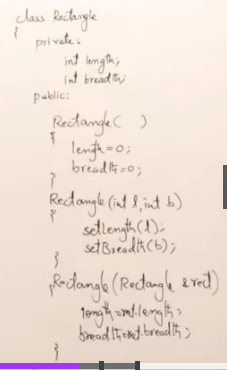 class Rectangle
{
private:
int length;
int breadth;
public:
Rectangle( )
{
length=0;
breadth=0;
}
Rectangle(int l, int b)
{
setLength(l);
setBreadth(b);
}
Rectangle(Rectangle &rect)
{
length=rect.length;
breadth=rect.breadth;
}